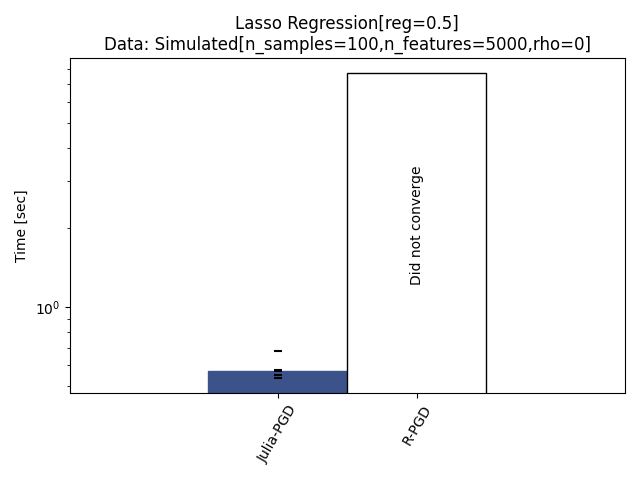 Lasso Regression[reg=0.5]
Data: Simulated[n_samples=100,n_features=5000,rho=0]
Time [sec]
10⁰
Did not converge
Julia-PGD
R-PGD